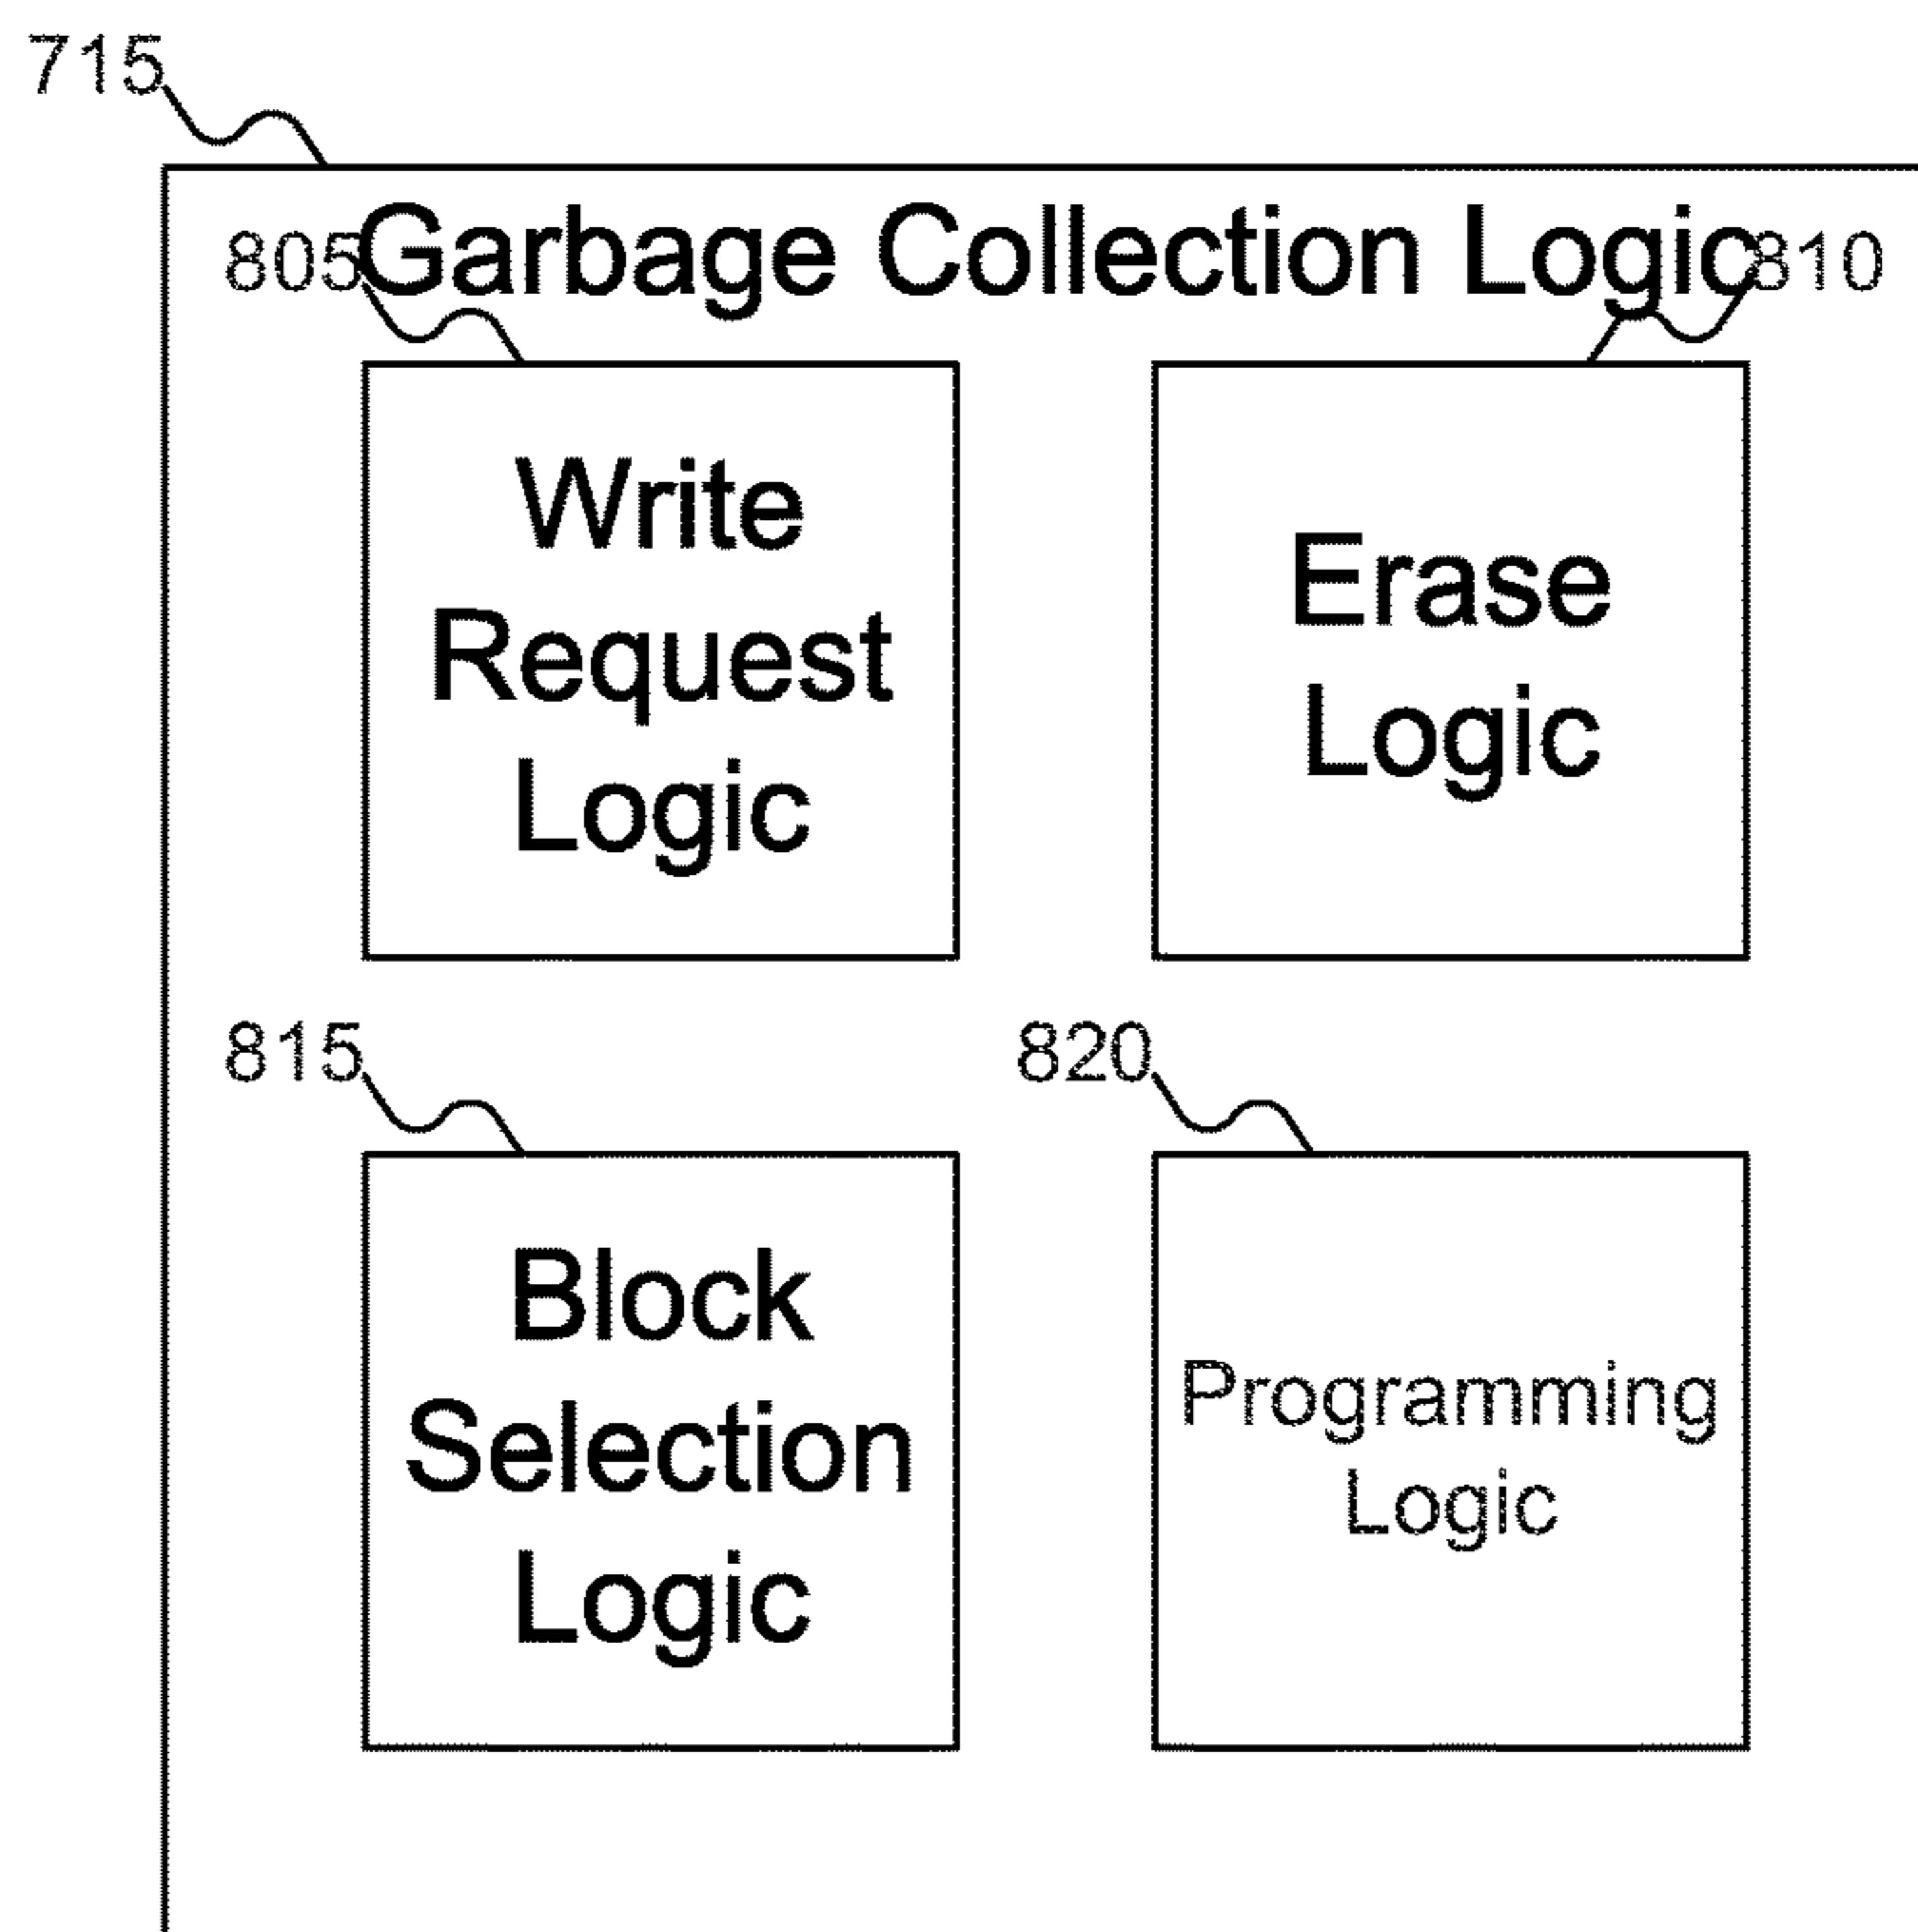 715
805 Garbage Collection Logic 810
Write
Request
Logic
Erase
Logic
815
820
Block
Selection
Logic
Programming
Logic